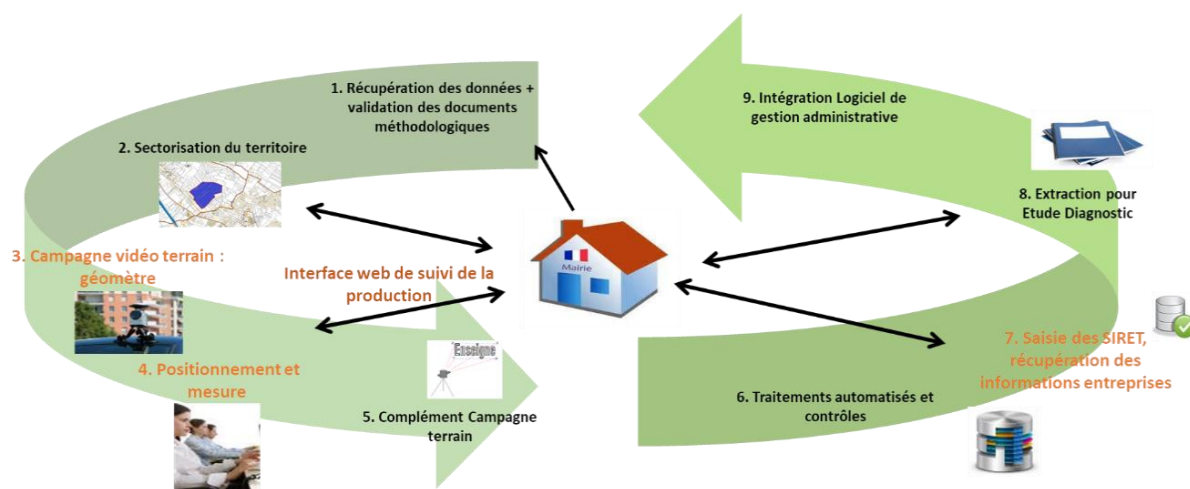 1. Récupération des données +
validation des documents
méthodologiques
2. Sectorisation du territoire
3. Campagne vidéo terrain :
géomètre
4. Positionnement et
mesure
Enseigne
5. Complément Campagne
terrain
Interface web de suivi de la
production
Mairie
6. Traitements automatisés et
contrôles
7. Saisie des SIRET,
récupération des
informations entreprises
8. Extraction pour
Etude Diagnostic
9. Intégration Logiciel de
gestion administrative